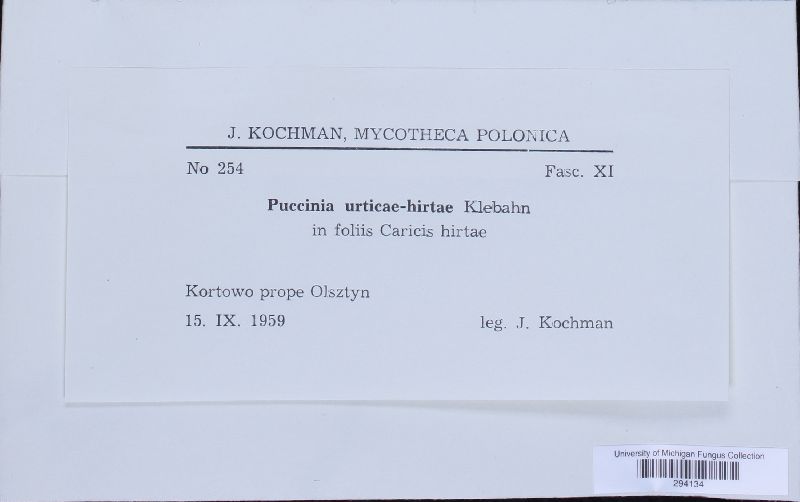 J. KOCHMAN, MYCOTHECA POLONICA
No 254 Fasc. XI
Puccinia urticae-hirtae Klebahn
in foliis Caricis hirtae
Kortowo prope Olsztyn
15. IX. 1959 leg. J. Kochman
University of Michigan Fungus Collection
294134